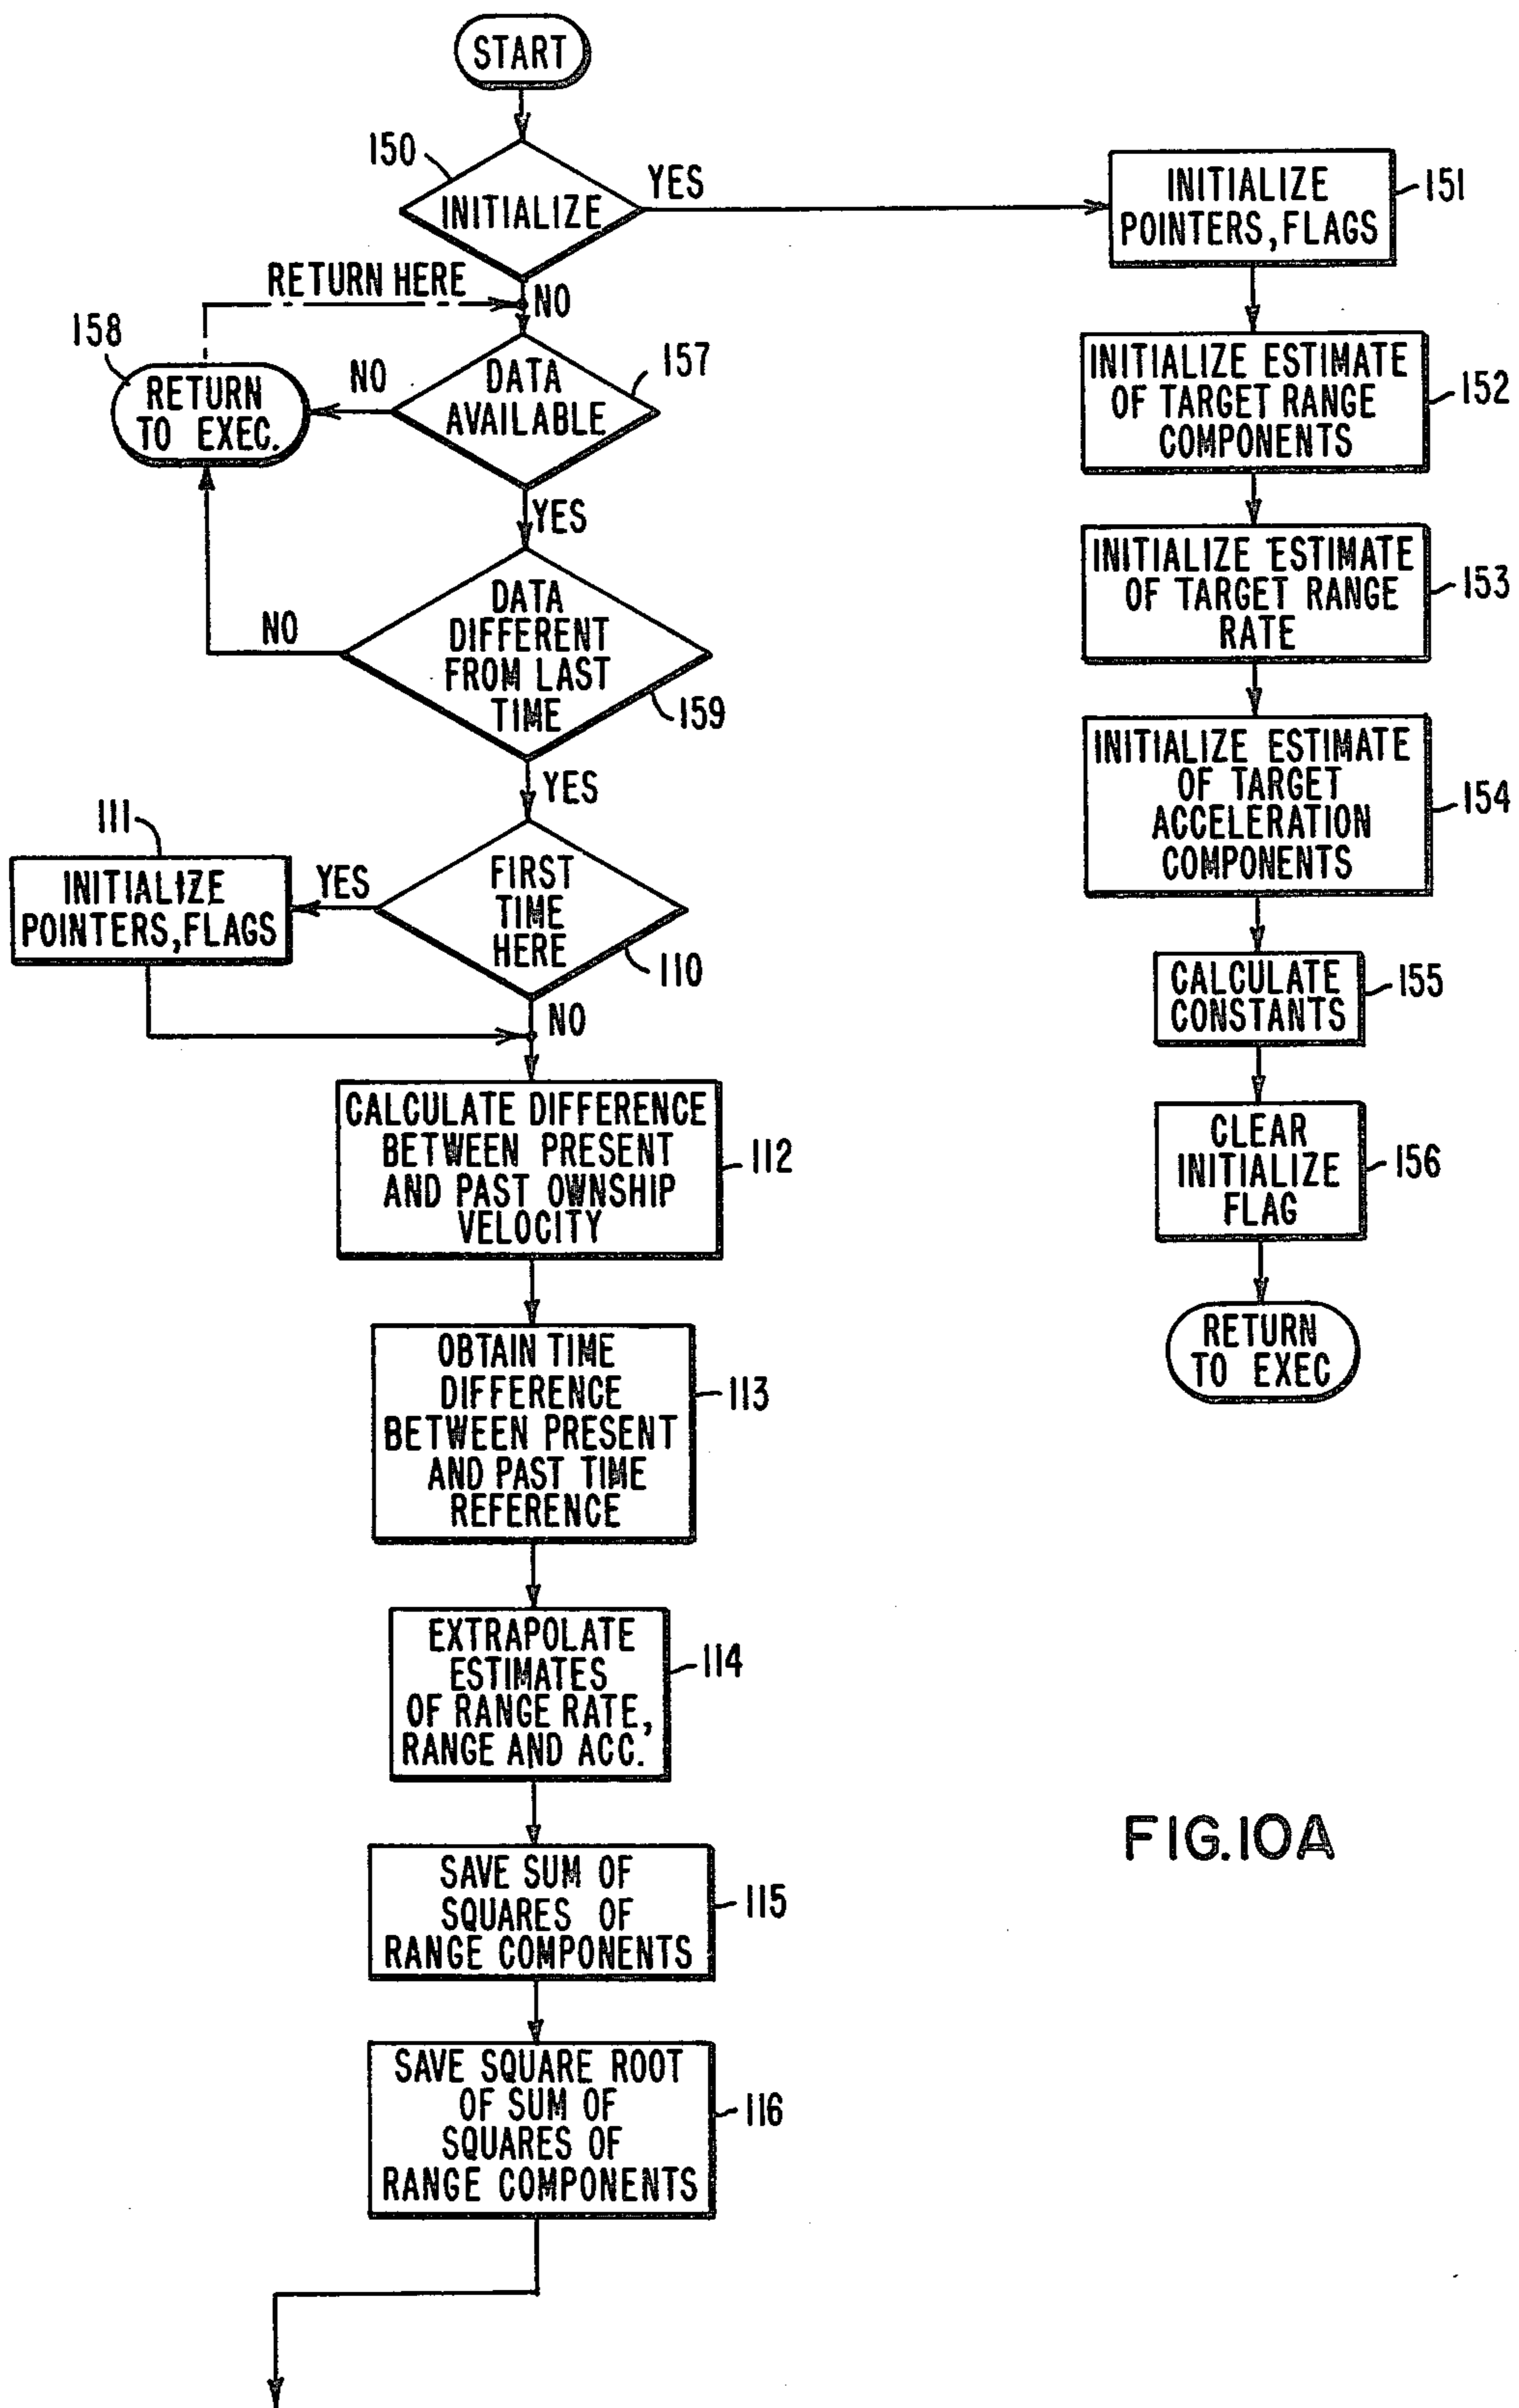 START
150
INITIALIZE
YES
INITIALIZE
POINTERS, FLAGS
151
RETURN HERE
NO
158
RETURN
TO EXEC.
NO
DATA
AVAILABLE
157
INITIALIZE ESTIMATE
OF TARGET RANGE
COMPONENTS
152
YES
NO
DATA
DIFFERENT
FROM LAST
TIME
159
INITIALIZE ESTIMATE
OF TARGET RANGE
RATE
153
YES
INITIALIZE ESTIMATE
OF TARGET
ACCELERATION
COMPONENTS
154
111
INITIALIZE
POINTERS, FLAGS
YES
FIRST
TIME
HERE
110
NO
CALCULATE
CONSTANTS
155
CALCULATE DIFFERENCE
BETWEEN PRESENT
AND PAST OWNSHIP
VELOCITY
112
CLEAR
INITIALIZE
FLAG
156
RETURN
TO EXEC
OBTAIN TIME
DIFFERENCE
BETWEEN PRESENT
AND PAST TIME
REFERENCE
113
EXTRAPOLATE
ESTIMATES
OF RANGE RATE,
RANGE AND ACC.
114
SAVE SUM OF
SQUARES OF
RANGE COMPONENTS
115
SAVE SQUARE ROOT
OF SUM OF
SQUARES OF
RANGE COMPONENTS
116
FIG.10A